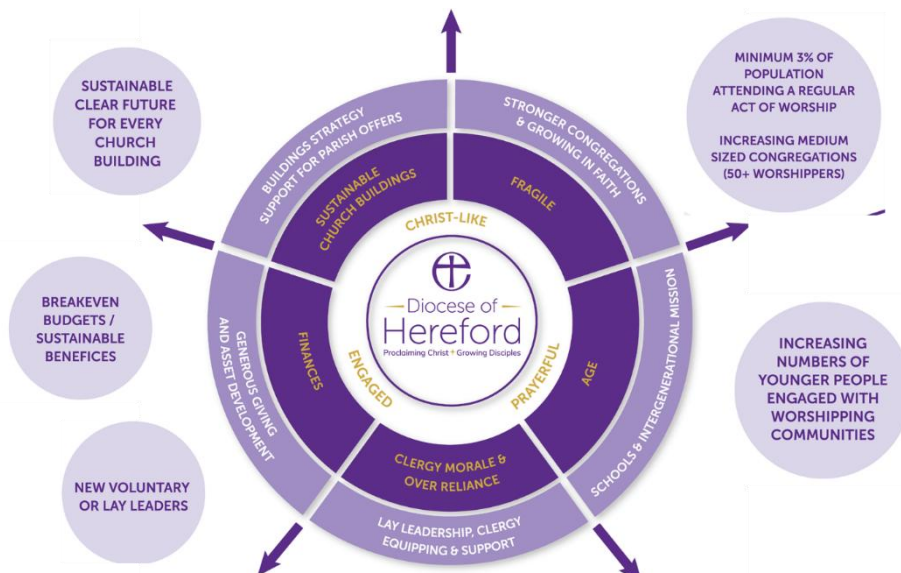 SUSTAINABLE
CLEAR FUTURE
FOR EVERY
CHURCH
BUILDING
BREAKEVEN
BUDGETS /
SUSTAINABLE
BENEFICES
NEW VOLUNTARY
OR LAY LEADERS
BUILDINGS STRATEGY
SUPPORT FOR PARISH OFFERS
STRONGER CONGREGATIONS
& GROWING IN FAITH
SUSTAINABLE
CHURCH BUILDINGS
FRAGILE
CHRIST-LIKE
Diocese of
Hereford
Proclaiming Christ + Growing Disciples
ENGAGED
PRAYERFUL
FINANCES
AGE
GENEROUS GIVING
AND ASSET DEVELOPMENT
SCHOOLS & INTERGENERATIONAL MISSION
CLERGY MORALE &
OVER RELIANCE
LAY LEADERSHIP, CLERGY
EQUIPPING & SUPPORT
MINIMUM 3% OF
POPULATION
ATTENDING A REGULAR
ACT OF WORSHIP
INCREASING MEDIUM
SIZED CONGREGATIONS
(50+ WORSHIPPERS)
INCREASING
NUMBERS OF
YOUNGER PEOPLE
ENGAGED WITH
WORSHIPPING
COMMUNITIES